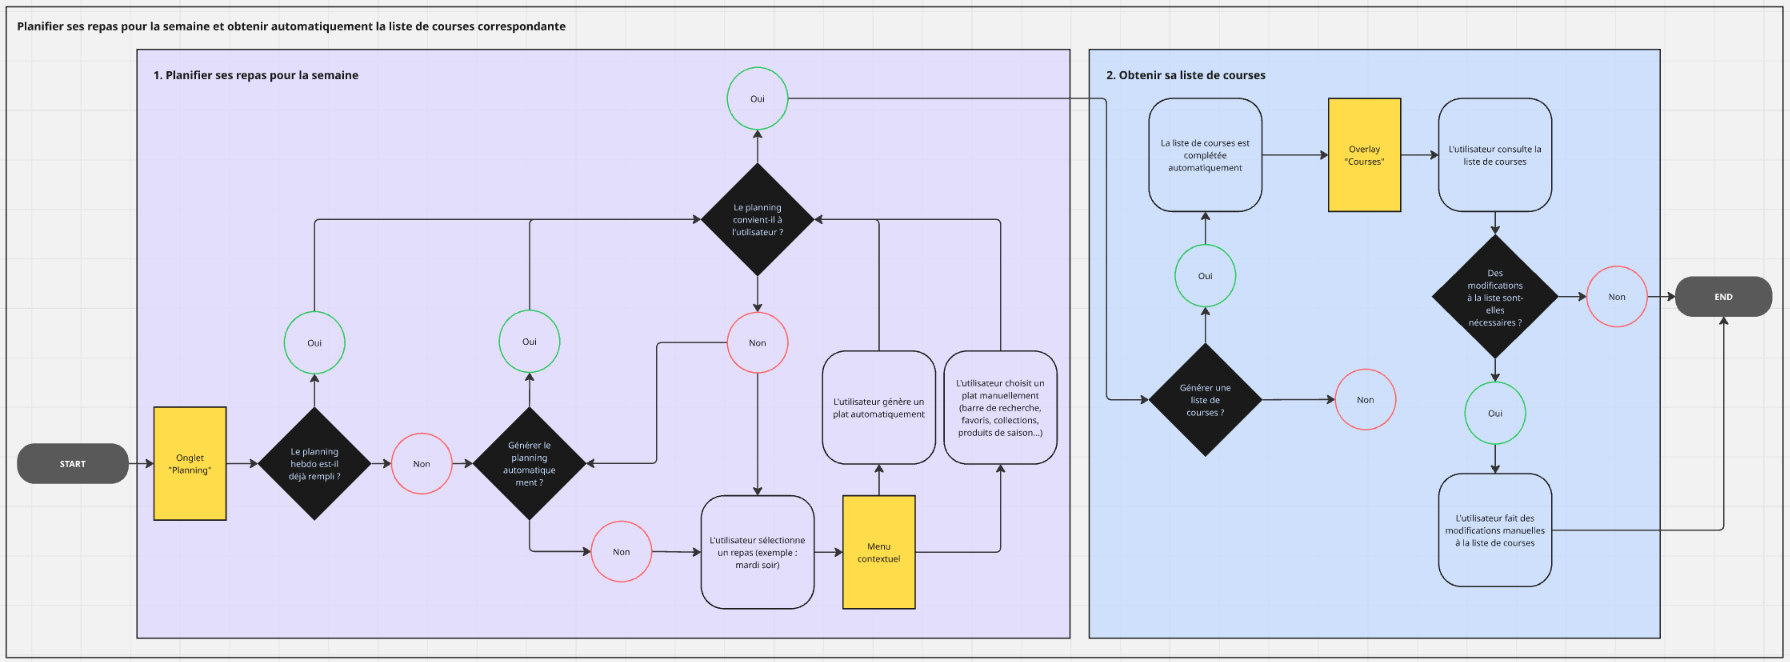 Planifier ses repas pour la semaine et obtenir automatiquement la liste de courses correspondante
1. Planifier ses repas pour la semaine
Oui
Le planning
convient-il à
l'utilisateur ?
Oui
Oui
Non
L'utilisateur génère un
plat automatiquement
L'utilisateur choisit un
plat manuellement
(barre de recherche,
favoris, collections,
produits de saison...)
START
Onglet
"Planning"
Le planning
hebdo est-il
déjà rempli ?
Non
Générer le
planning
automatique
ment ?
Non
L'utilisateur sélectionne
un repas (exemple :
mardi soir)
Menu
contextuel
2. Obtenir sa liste de courses
La liste de courses est
complétée
automatiquement
Overlay
"Courses"
L'utilisateur consulte la
liste de courses
Oui
Des
modifications
à la liste sont-
elles
nécessaires ?
Non
END
Générer une
liste de
courses ?
Non
Oui
L'utilisateur fait des
modifications manuelles
à la liste de courses